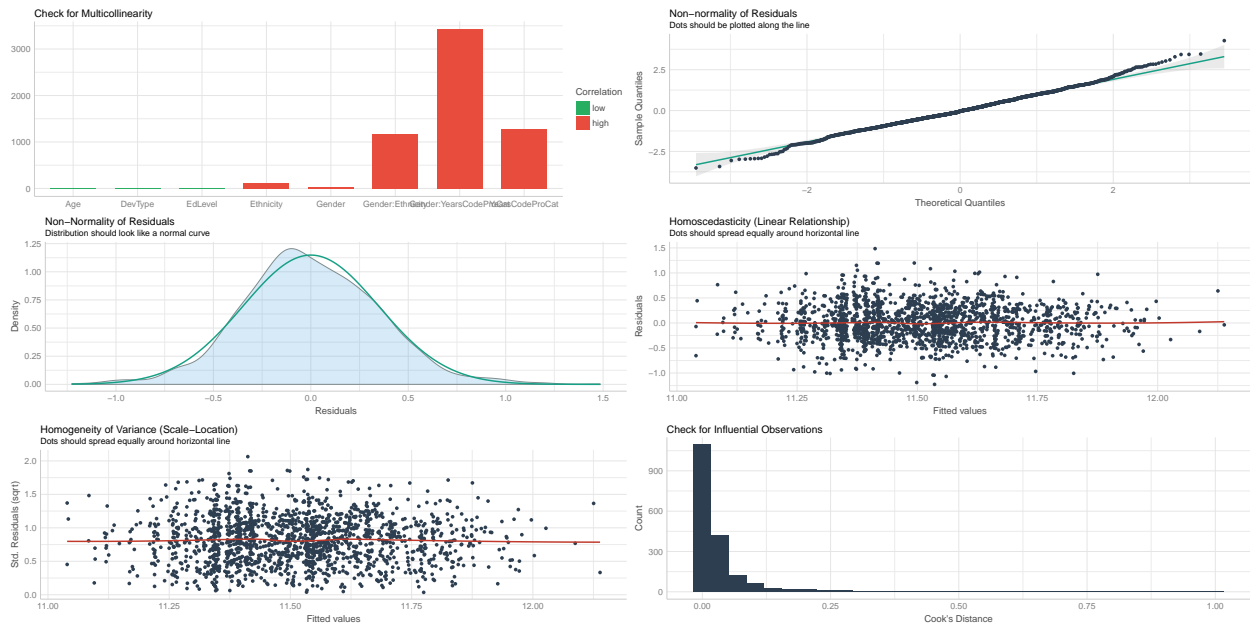 Check for Multicollinearity
3000
2000
1000
0
Age DevType EdLevel Ethnicity Gender Gender:Ethnicity Gender:YearsCodeProCat YearsCodeProCat
Correlation
low
high
Non−normality of Residuals
Dots should be plotted along the line
Sample Quantiles
2.5
0.0
−2.5
−2 0 2
Theoretical Quantiles
Non−Normality of Residuals
Distribution should look like a normal curve
Density
1.25
1.00
0.75
0.50
0.25
0.00
−1.0 −0.5 0.0 0.5 1.0 1.5
Residuals
Homoscedasticity (Linear Relationship)
Dots should spread equally around horizontal line
Residuals
1.5
1.0
0.5
0.0
−0.5
−1.0
11.00 11.25 11.50 11.75 12.00
Fitted values
Homogeneity of Variance (Scale−Location)
Dots should spread equally around horizontal line
Std. Residuals (sqrt)
2.0
1.5
1.0
0.5
0.0
11.00 11.25 11.50 11.75 12.00
Fitted values
Check for Influential Observations
Count
900
600
300
0
0.00 0.25 0.50 0.75 1.00
Cook's Distance